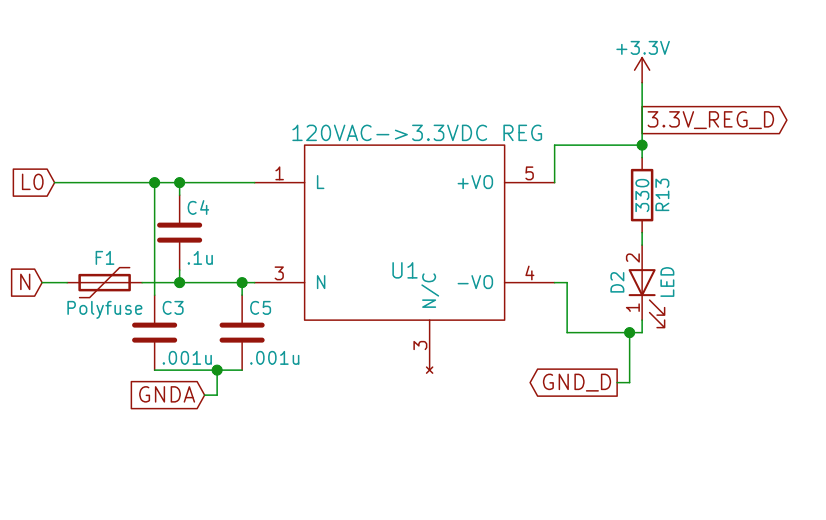 +3.3V
3.3V_REG_D
120VAC->3.3VDC REG
L0
1
L
+VO
5
330
R13
C4
.1u
F1
N
Polyfuse
3
N
U1
N/C
-VO
4
2
D2
LED
1
C3
C5
.001u
.001u
3
GNDA
GND_D